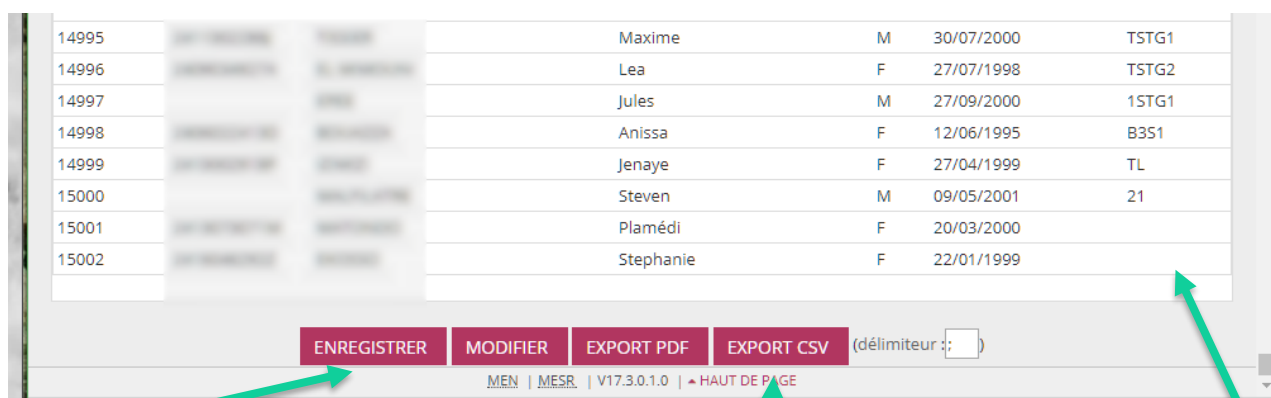 14995 Maxime M 30/07/2000 TSTG1
14996 Lea F 27/07/1998 TSTG2
14997 Jules M 27/09/2000 1STG1
14998 Anissa F 12/06/1995 B3S1
14999 Jenaye F 27/04/1999 TL
15000 Steven M 09/05/2001 21
15001 Plamédi F 20/03/2000
15002 Stephanie F 22/01/1999
ENREGISTRER MODIFIER EXPORT PDF EXPORT CSV (délimiteur :; )
MEN | MESR | V17.3.0.1.0 | HAUT DE PAGE